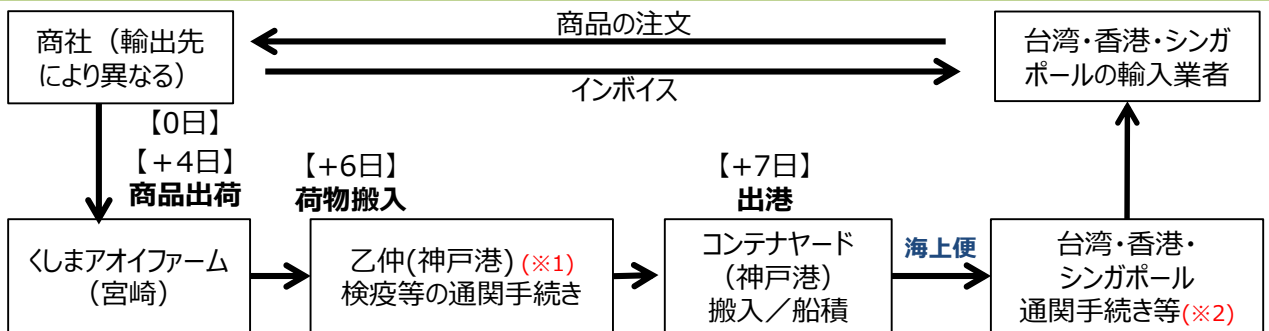 商社（輸出先
により異なる）
商品の注文
インボイス
台湾・香港・シンガ
ポールの輸入業者
【0日】
【＋4日】
商品出荷
【+6日】
荷物搬入
【+7日】
出港
くしまアオイファーム
（宮崎）
乙仲(神戸港) (※1)
検疫等の通関手続き
コンテナヤード
（神戸港）
搬入／船積
海上便
台湾・香港・
シンガポール
通関手続き等(※2)